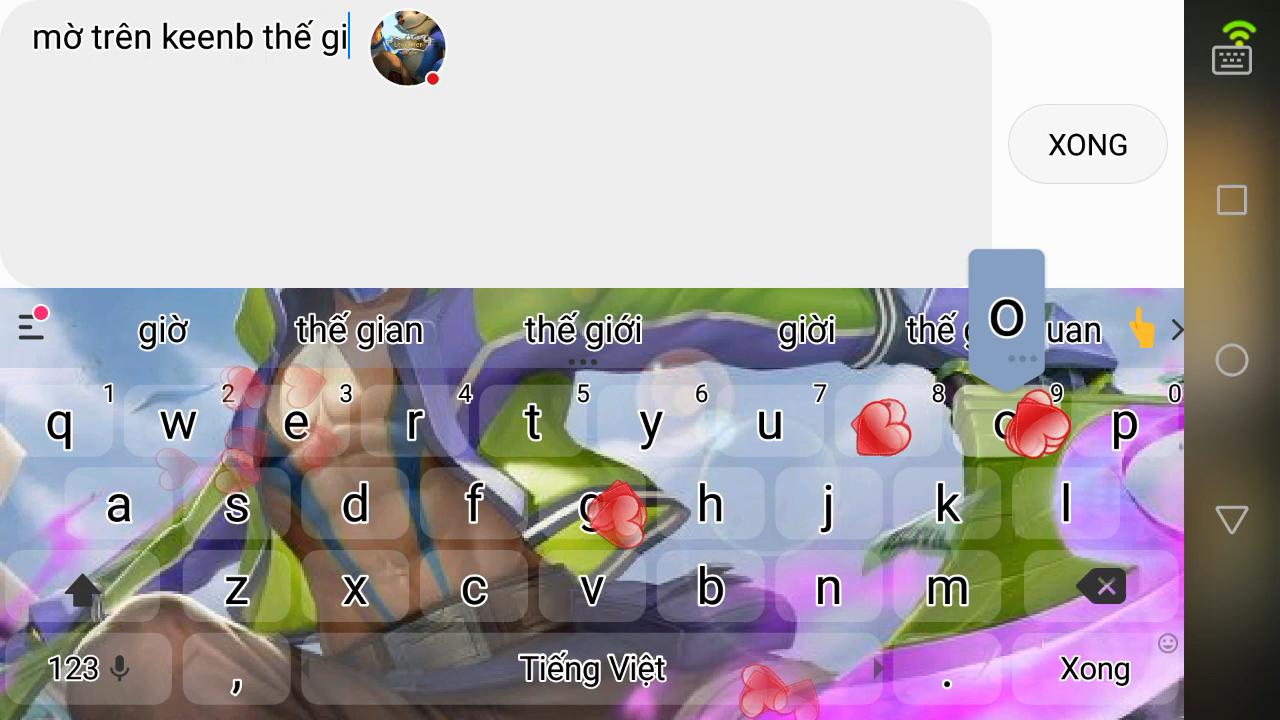 mờ trên keenb thế gi
XONG
giờ thế gian thế giới giời thế g uan
o
1 2 3 4 5 6 7 8 9 0
q w e r t y u o p
a s d f g h j k l
z x c v b n m
123 , Tiếng Việt . Xong